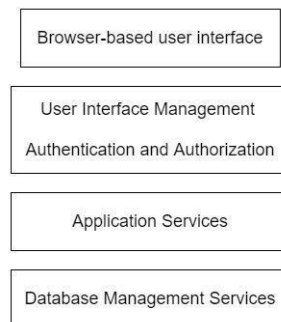 Browser-based user interface
User Interface Management
Authentication and Authorization
Application Services
Database Management Services